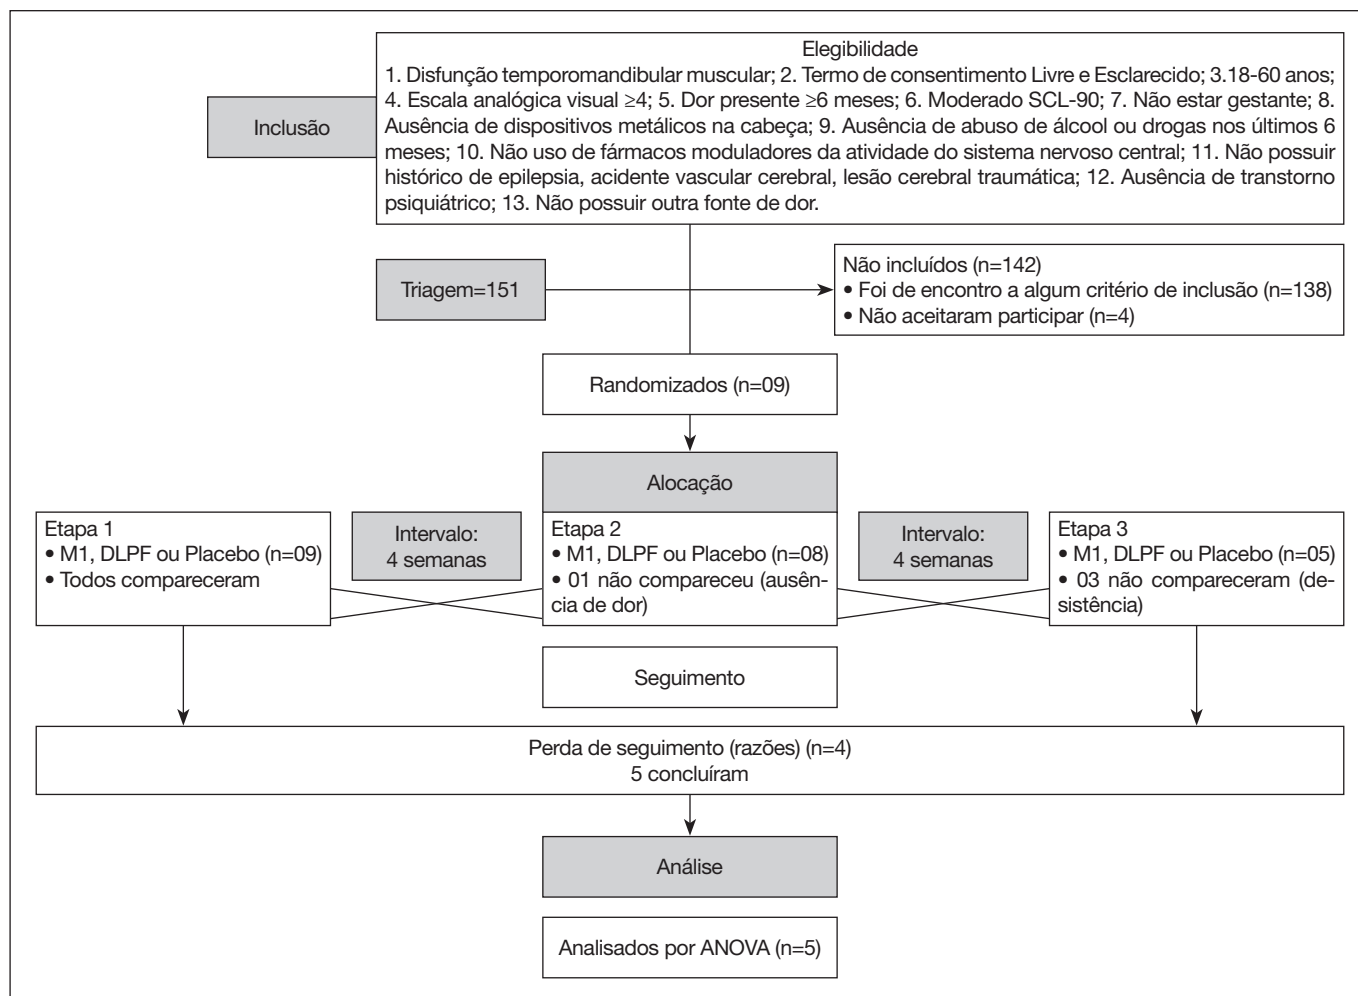 Elegibilidade
1. Disfunção temporomandibular muscular; 2. Termo de consentimento Livre e Esclarecido; 3.18-60 anos;
4. Escala analógica visual ≥4; 5. Dor presente ≥6 meses; 6. Moderado SCL-90; 7. Não estar gestante; 8.
Ausência de dispositivos metálicos na cabeça; 9. Ausência de abuso de álcool ou drogas nos últimos 6
meses; 10. Não uso de fármacos moduladores da atividade do sistema nervoso central; 11. Não possuir
histórico de epilepsia, acidente vascular cerebral, lesão cerebral traumática; 12. Ausência de transtorno
psiquiátrico; 13. Não possuir outra fonte de dor.
Inclusão
Triagem=151
Não incluídos (n=142)
• Foi de encontro a algum critério de inclusão (n=138)
• Não aceitaram participar (n=4)
Randomizados (n=09)
Alocação
Etapa 1
• M1, DLPF ou Placebo (n=09)
• Todos compareceram
Intervalo:
4 semanas
Etapa 2
• M1, DLPF ou Placebo (n=08)
• 01 não compareceu (ausên-
cia de dor)
Intervalo:
4 semanas
Etapa 3
• M1, DLPF ou Placebo (n=05)
• 03 não compareceram (de-
sistência)
Seguimento
Perda de seguimento (razões) (n=4)
5 concluíram
Análise
Analisados por ANOVA (n=5)